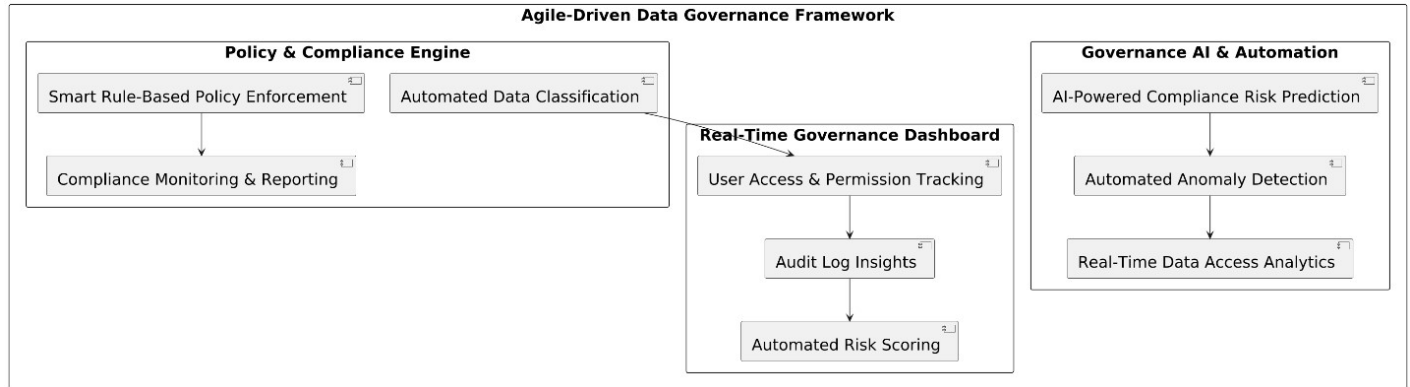 Agile-Driven Data Governance Framework
Policy & Compliance Engine
Smart Rule-Based Policy Enforcement
Automated Data Classification
Compliance Monitoring & Reporting
Real-Time Governance Dashboard
User Access & Permission Tracking
Audit Log Insights
Automated Risk Scoring
Governance AI & Automation
AI-Powered Compliance Risk Prediction
Automated Anomaly Detection
Real-Time Data Access Analytics